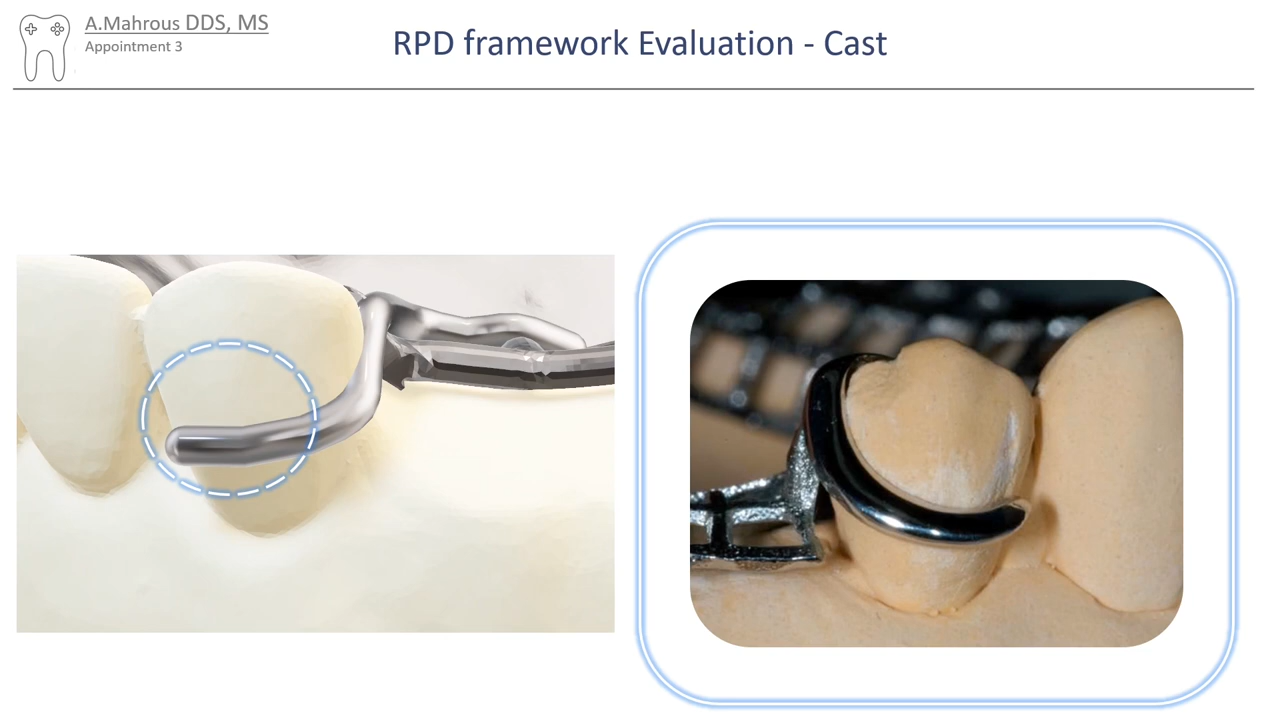 A.Mahrous DDS, MS
Appointment 3
RPD framework Evaluation - Cast